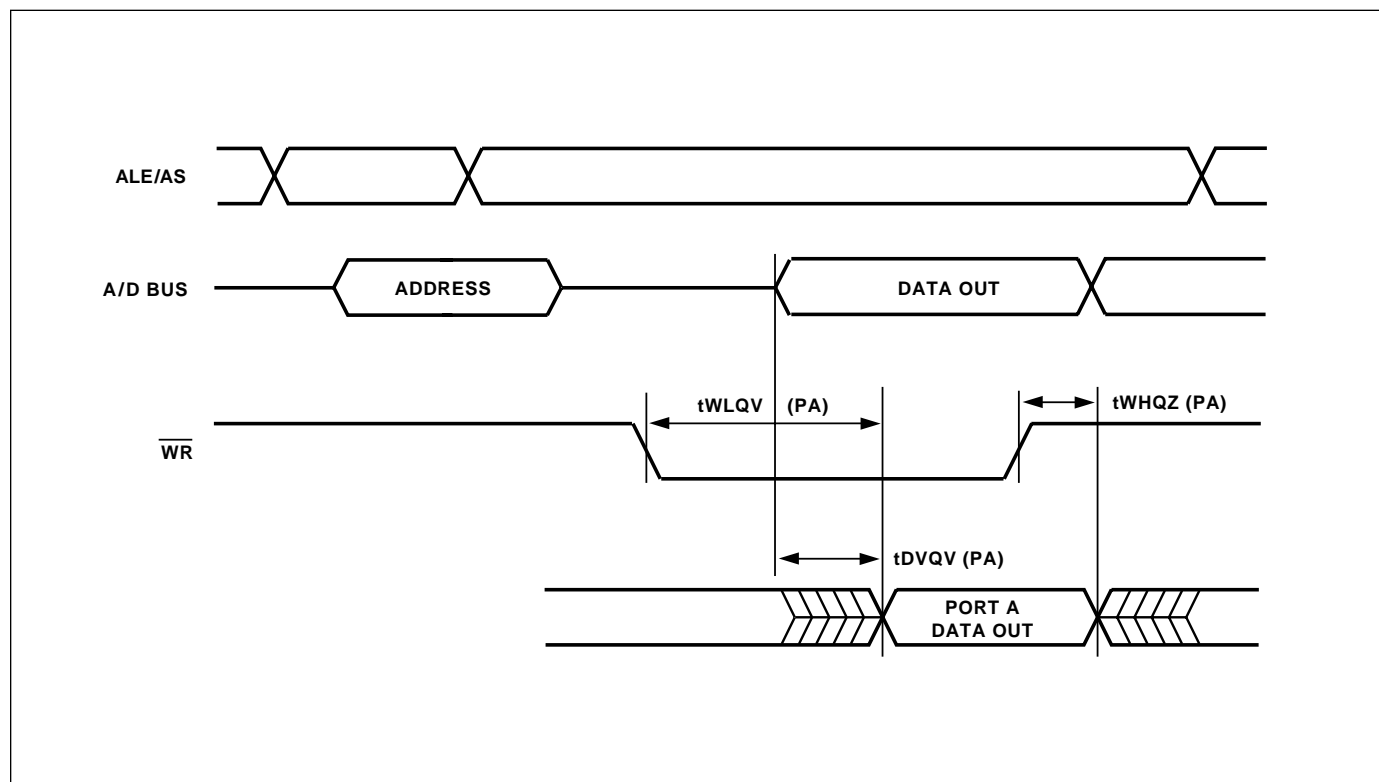 ALE/AS
A/D BUS
ADDRESS
DATA OUT
tWLQV (PA)
tWHQZ (PA)
WR
tDVQV (PA)
PORT A
DATA OUT